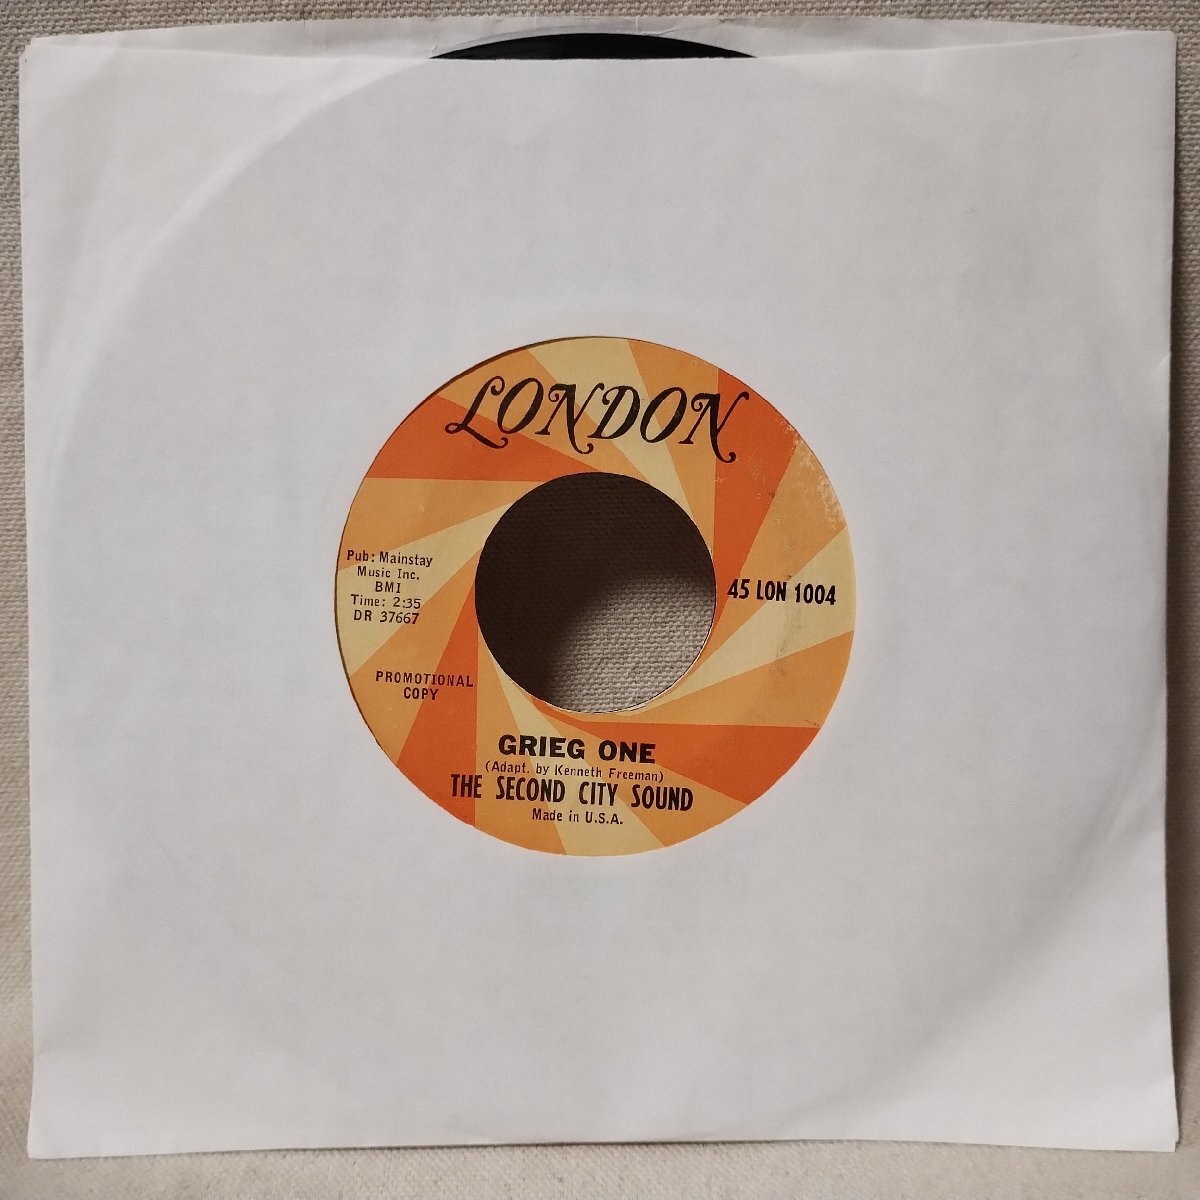 LONDON
Pub: Mainstay
Music Inc.
BMI
Time: 2:35
DR 37667
45 LON 1004
PROMOTIONAL
COPY
GRIEG ONE
(Adapt. by Kenneth Freeman)
THE SECOND CITY SOUND
Made in U.S.A.